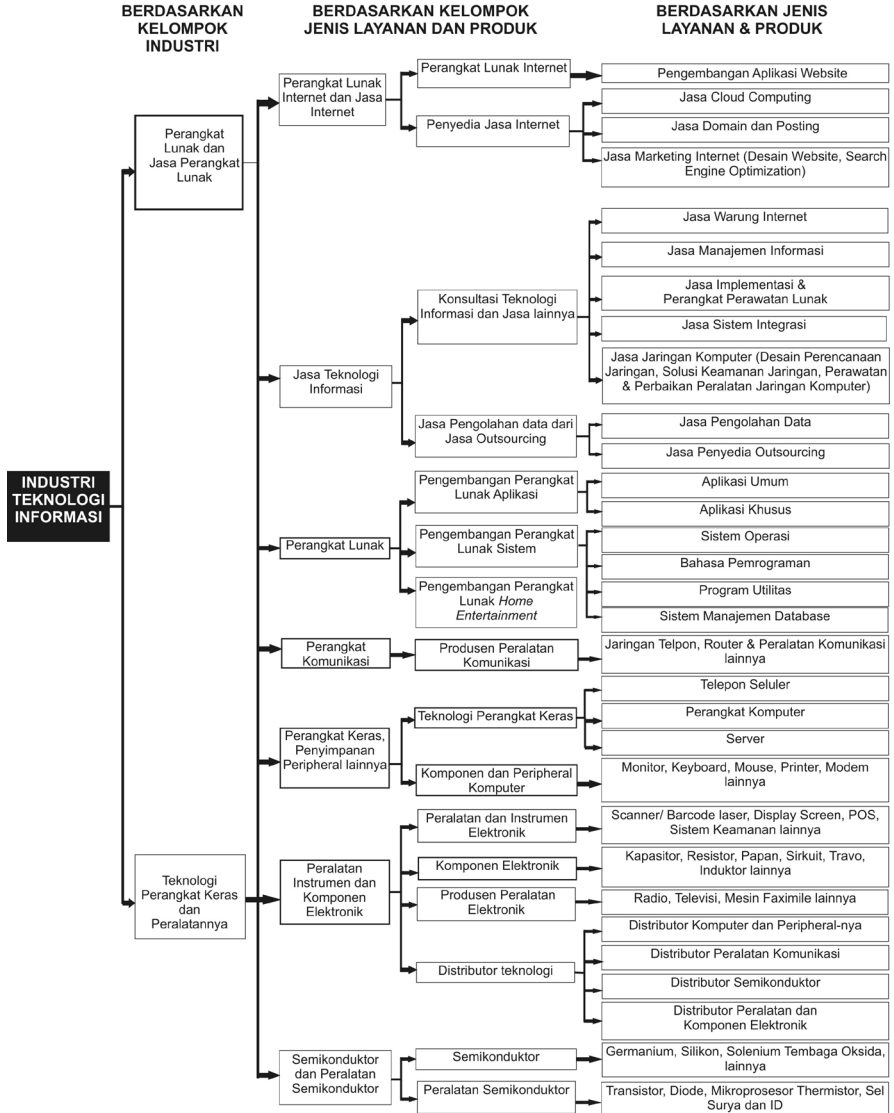 BERDASARKAN
KELOMPOK
INDUSTRI
BERDASARKAN KELOMPOK
JENIS LAYANAN DAN PRODUK
BERDASARKAN JENIS
LAYANAN & PRODUK
INDUSTRI
TEKNOLOGI
INFORMASI
Perangkat
Lunak dan
Jasa Perangkat
Lunak
Teknologi
Perangkat Keras
dan
Peralatannya
Perangkat Lunak
Internet dan Jasa
Internet
Jasa Teknologi
Informasi
Perangkat Lunak
Perangkat
Komunikasi
Perangkat Keras,
Penyimpanan
Peripheral lainnya
Peralatan
Instrumen dan
Komponen
Elektronik
Semikonduktor
dan Peralatan
Semikonduktor
Perangkat Lunak Internet
Penyedia Jasa Internet
Konsultasi Teknologi
Informasi dan Jasa lainnya
Jasa Pengolahan data dari
Jasa Outsourcing
Pengembangan Perangkat
Lunak Aplikasi
Pengembangan Perangkat
Lunak Sistem
Pengembangan Perangkat
Lunak Home
Entertainment
Produsen Peralatan
Komunikasi
Teknologi Perangkat Keras
Komponen dan Peripheral
Komputer
Peralatan dan Instrumen
Elektronik
Komponen Elektronik
Produsen Peralatan
Elektronik
Distributor teknologi
Semikonduktor
Peralatan Semikonduktor
Pengembangan Aplikasi Website
Jasa Cloud Computing
Jasa Domain dan Posting
Jasa Marketing Internet (Desain Website, Search
Engine Optimization)
Jasa Warung Internet
Jasa Manajemen Informasi
Jasa Implementasi &
Perangkat Perawatan Lunak
Jasa Sistem Integrasi
Jasa Jaringan Komputer (Desain Perencanaan
Jaringan, Solusi Keamanan Jaringan, Perawatan
& Perbaikan Peralatan Jaringan Komputer)
Jasa Pengolahan Data
Jasa Penyedia Outsourcing
Aplikasi Umum
Aplikasi Khusus
Sistem Operasi
Bahasa Pemrograman
Program Utilitas
Sistem Manajemen Database
Jaringan Telpon, Router & Peralatan Komunikasi
lainnya
Telepon Seluler
Perangkat Komputer
Server
Monitor, Keyboard, Mouse, Printer, Modem
lainnya
Scanner/ Barcode laser, Display Screen, POS,
Sistem Keamanan lainnya
Kapasitor, Resistor, Papan, Sirkuit, Travo,
Induktor lainnya
Radio, Televisi, Mesin Faximile lainnya
Distributor Komputer dan Peripheral-nya
Distributor Peralatan Komunikasi
Distributor Semikonduktor
Distributor Peralatan dan
Komponen Elektronik
Germanium, Silikon, Solenium Tembaga Oksida,
lainnya
Transistor, Diode, Mikroprosesor Thermistor, Sel
Surya dan ID